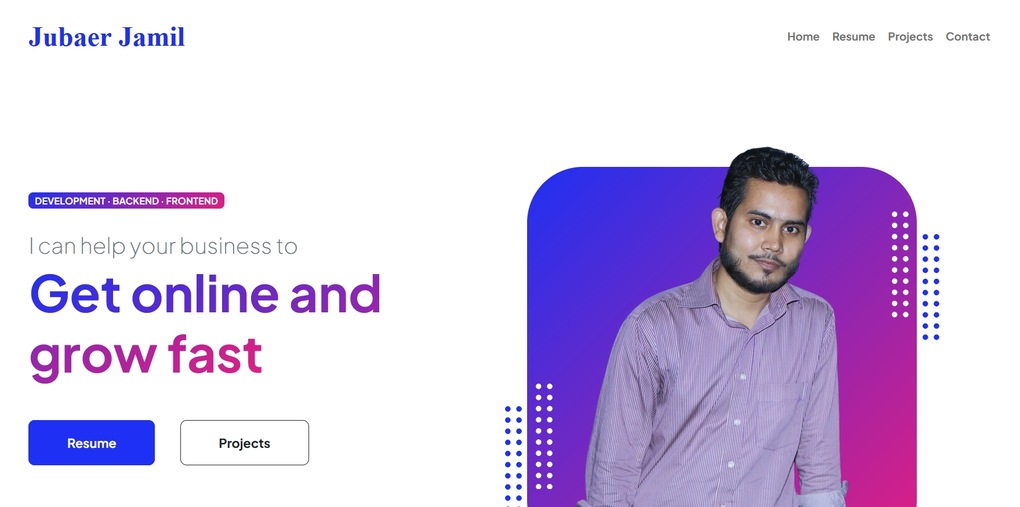 Jubaer Jamil
Home Resume Projects Contact
DEVELOPMENT · BACKEND · FRONTEND
I can help your business to
Get online and
grow fast
Resume Projects